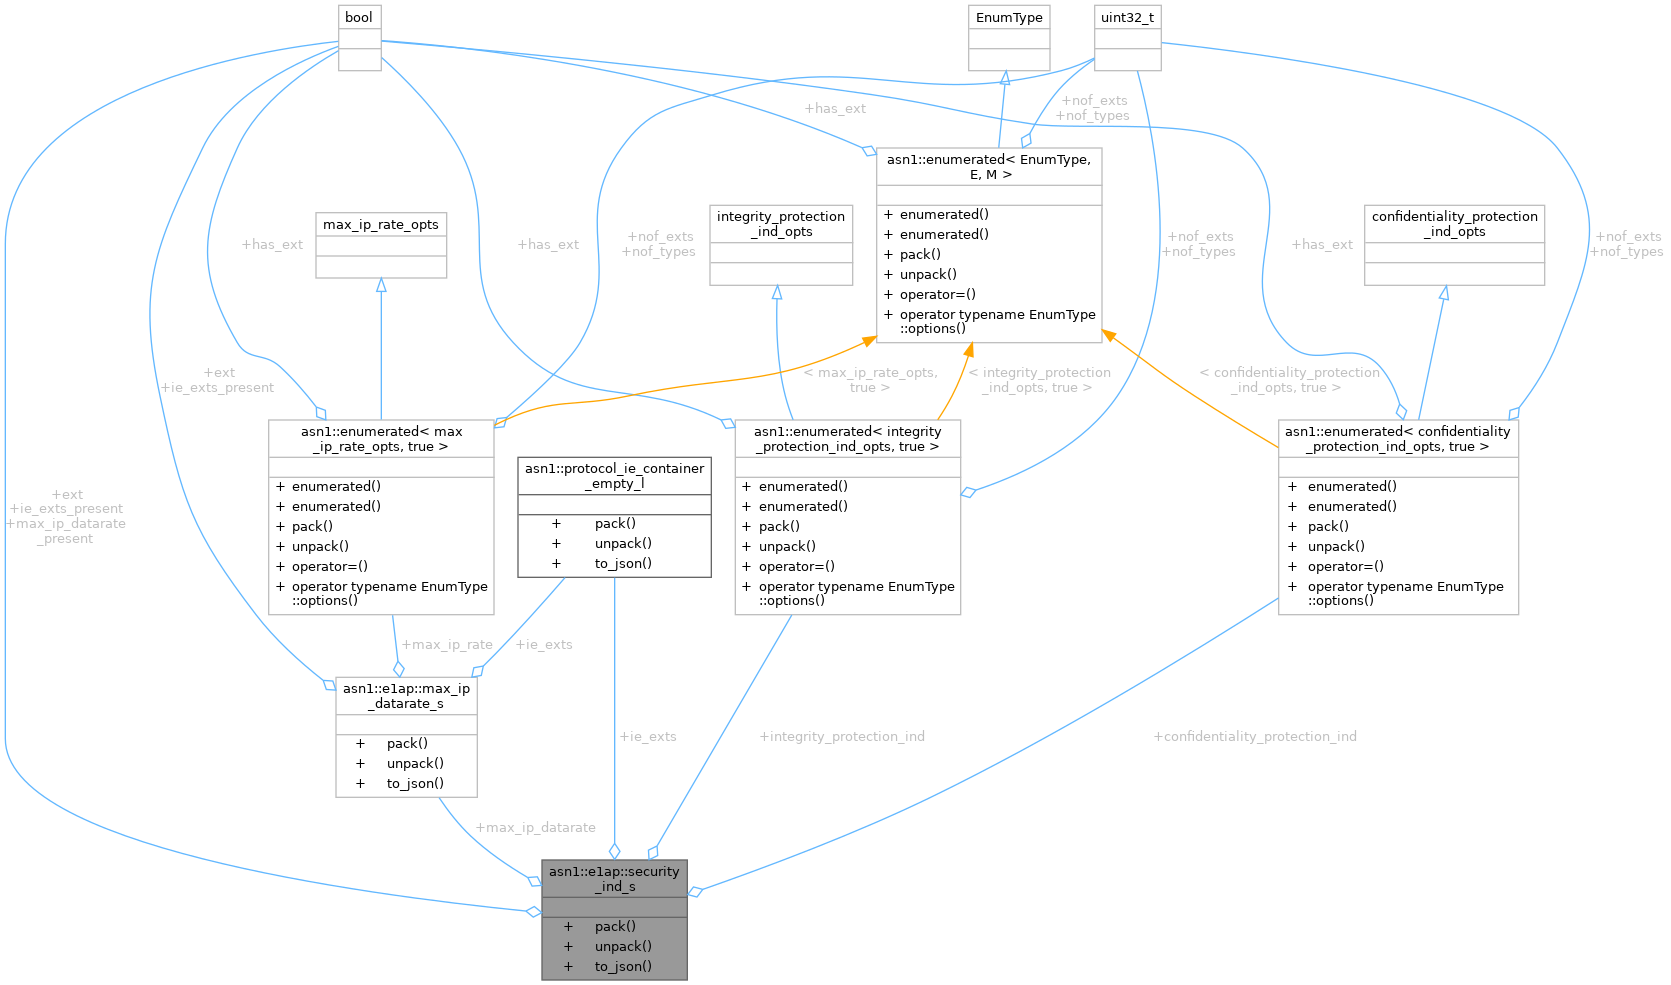 bool
EnumType
uint32_t
+has_ext
+nof_exts
+nof_types
asn1::enumerated< EnumType,
E, M >
+ enumerated()
+ enumerated()
+ pack()
+ unpack()
+ operator=()
+ operator typename EnumType
::options()
max_ip_rate_opts
integrity_protection
_ind_opts
confidentiality_protection
_ind_opts
+has_ext
+has_ext
+nof_exts
+nof_types
+nof_exts
+nof_types
+has_ext
+nof_exts
+nof_types
+ext
+ie_exts_present
< max_ip_rate_opts,
true >
< integrity_protection
_ind_opts, true >
< confidentiality_protection
_ind_opts, true >
asn1::enumerated< max
_ip_rate_opts, true >
+ enumerated()
+ enumerated()
+ pack()
+ unpack()
+ operator=()
+ operator typename EnumType
::options()
asn1::protocol_ie_container
_empty_l
+ pack()
+ unpack()
+ to_json()
asn1::enumerated< integrity
_protection_ind_opts, true >
+ enumerated()
+ enumerated()
+ pack()
+ unpack()
+ operator=()
+ operator typename EnumType
::options()
asn1::enumerated< confidentiality
_protection_ind_opts, true >
+ enumerated()
+ enumerated()
+ pack()
+ unpack()
+ operator=()
+ operator typename EnumType
::options()
+ext
+ie_exts_present
+max_ip_datarate
_present
+max_ip_rate
+ie_exts
asn1::e1ap::max_ip
_datarate_s
+ pack()
+ unpack()
+ to_json()
+ie_exts
+integrity_protection_ind
+confidentiality_protection_ind
+max_ip_datarate
asn1::e1ap::security
_ind_s
+ pack()
+ unpack()
+ to_json()